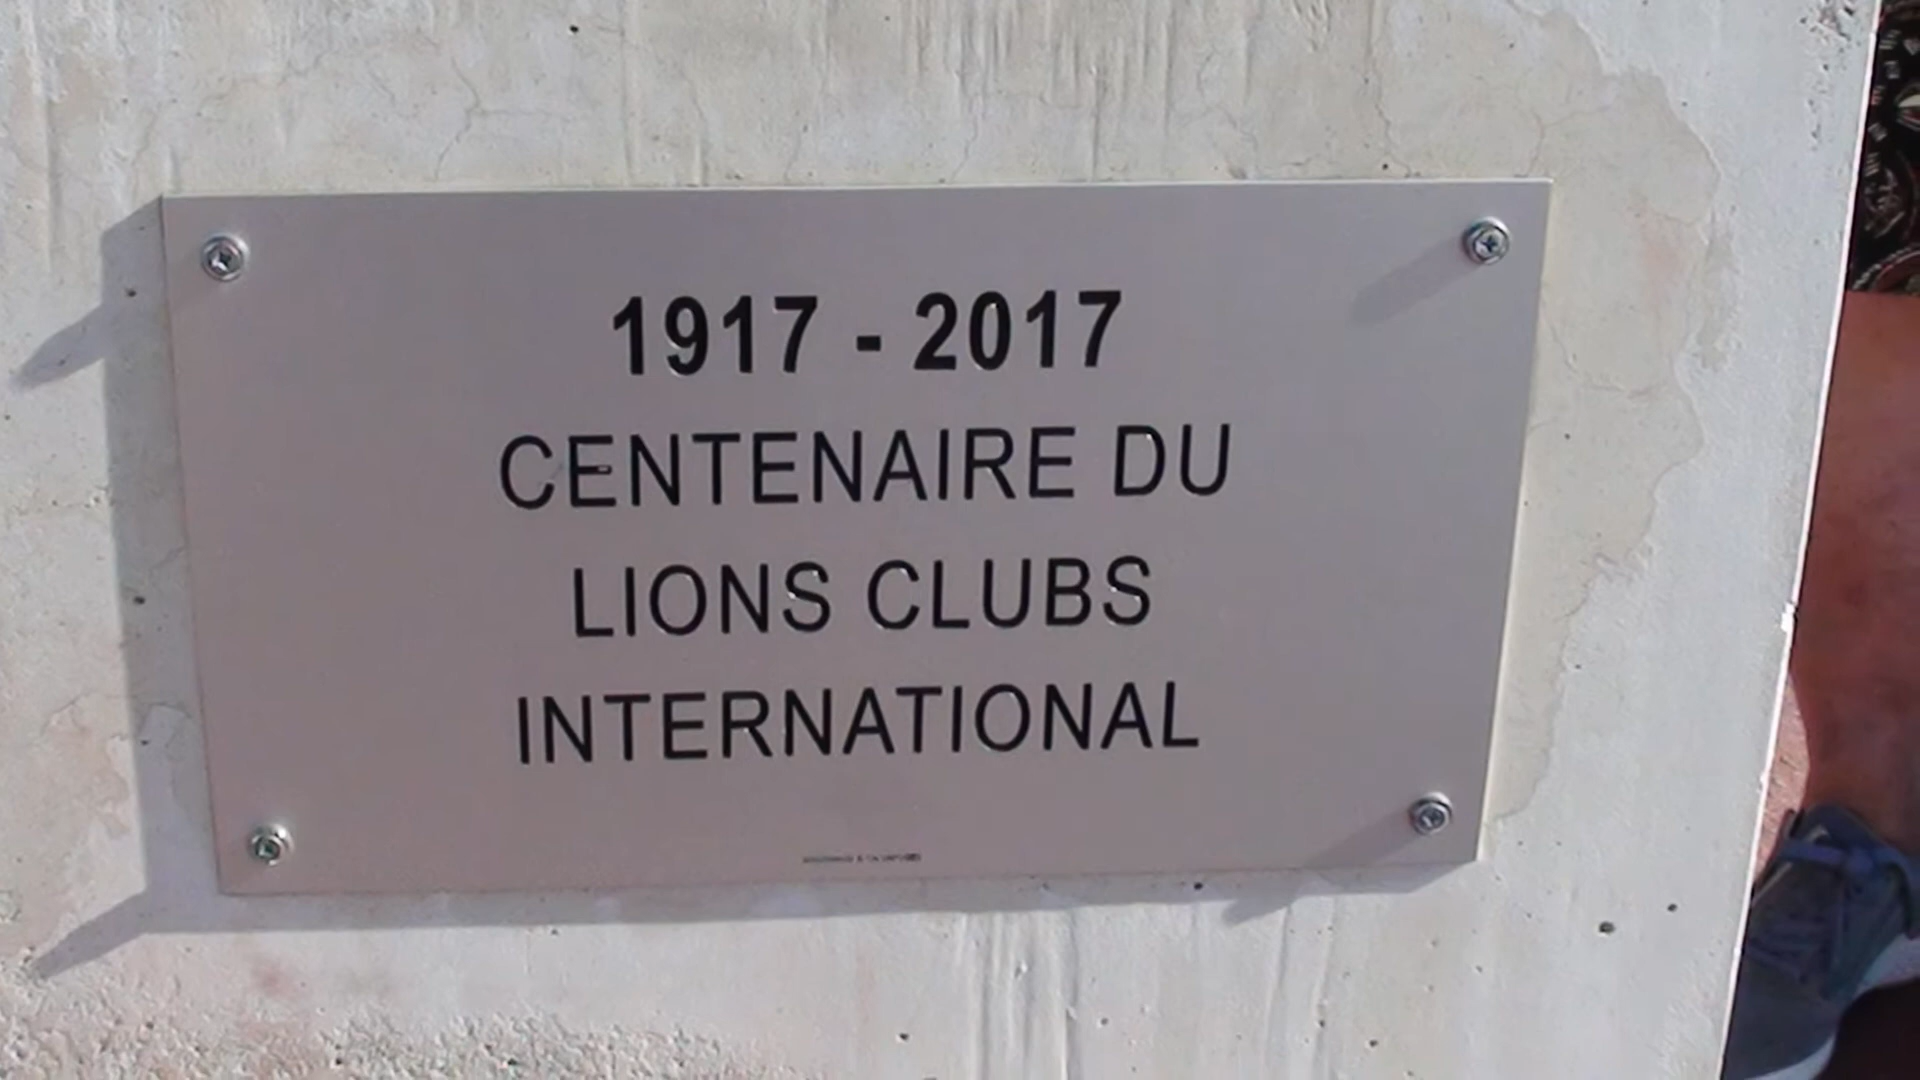 1917 - 2017
CENTENAIRE DU
LIONS CLUBS
INTERNATIONAL